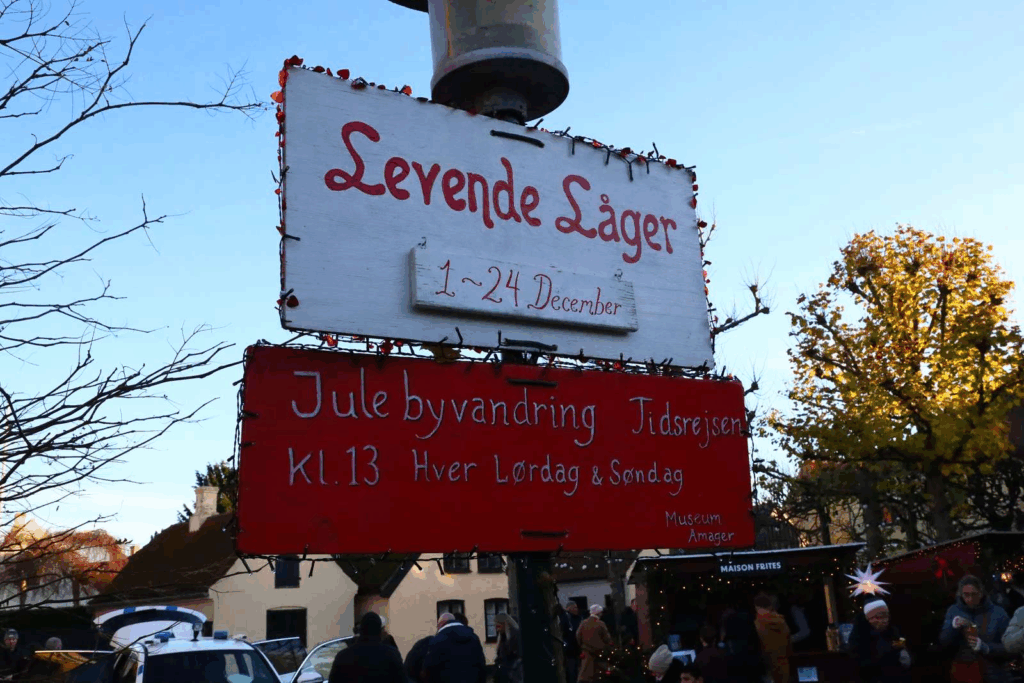 Levende Låger
1~24 December
Jule byvandring Tidsrejsen
Kl. 13 Hver Lørdag & Søndag
Museum
Amager
MAISON FRITES